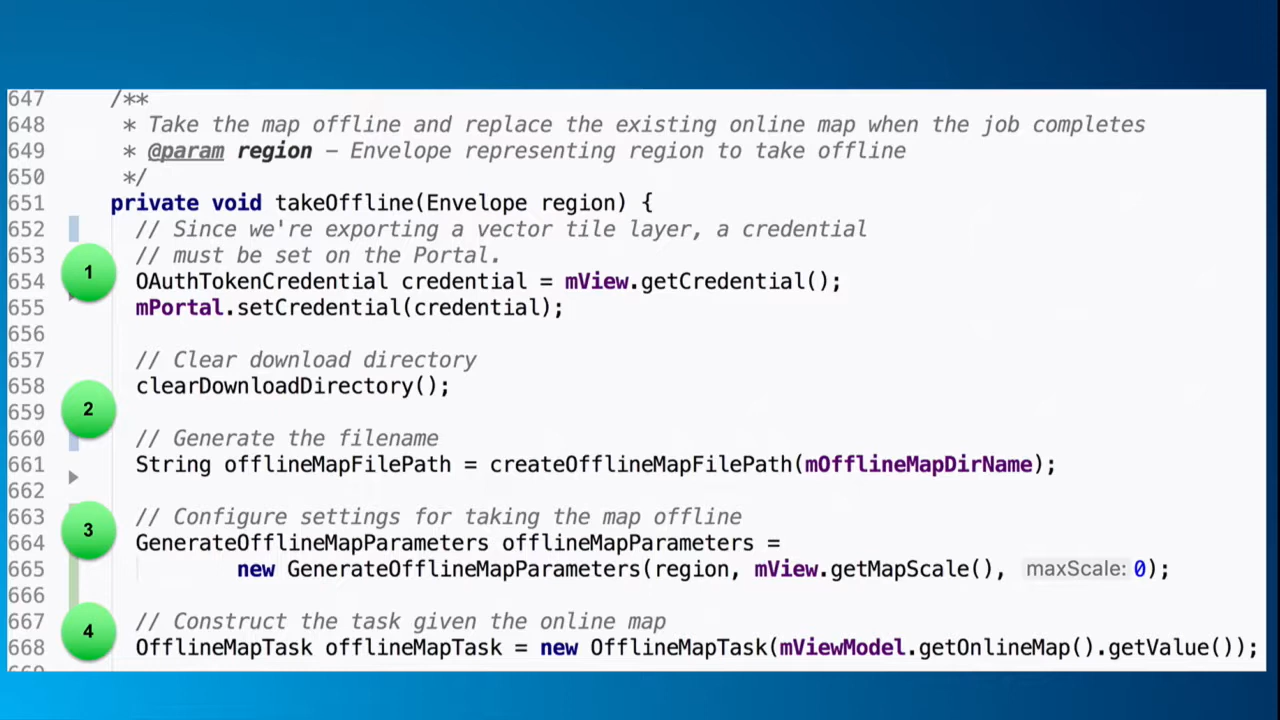 647 /**
648 * Take the map offline and replace the existing online map when the job completes
649 * @param region – Envelope representing region to take offline
650 */
651 private void takeOffline(Envelope region) {
652 // Since we're exporting a vector tile layer, a credential
653 // must be set on the Portal.
1
654 OAuthTokenCredential credential = mView.getCredential();
655 mPortal.setCredential(credential);
656
657 // Clear download directory
658 clearDownloadDirectory();
2
659
660 // Generate the filename
661 String offlineMapFilePath = createOfflineMapFilePath(mOfflineMapDirName);
662
663 // Configure settings for taking the map offline
3
664 GenerateOfflineMapParameters offlineMapParameters =
665 new GenerateOfflineMapParameters(region, mView.getMapScale(), maxScale: 0);
666
667 // Construct the task given the online map
4
668 OfflineMapTask offlineMapTask = new OfflineMapTask(mViewModel.getOnlineMap().getValue());